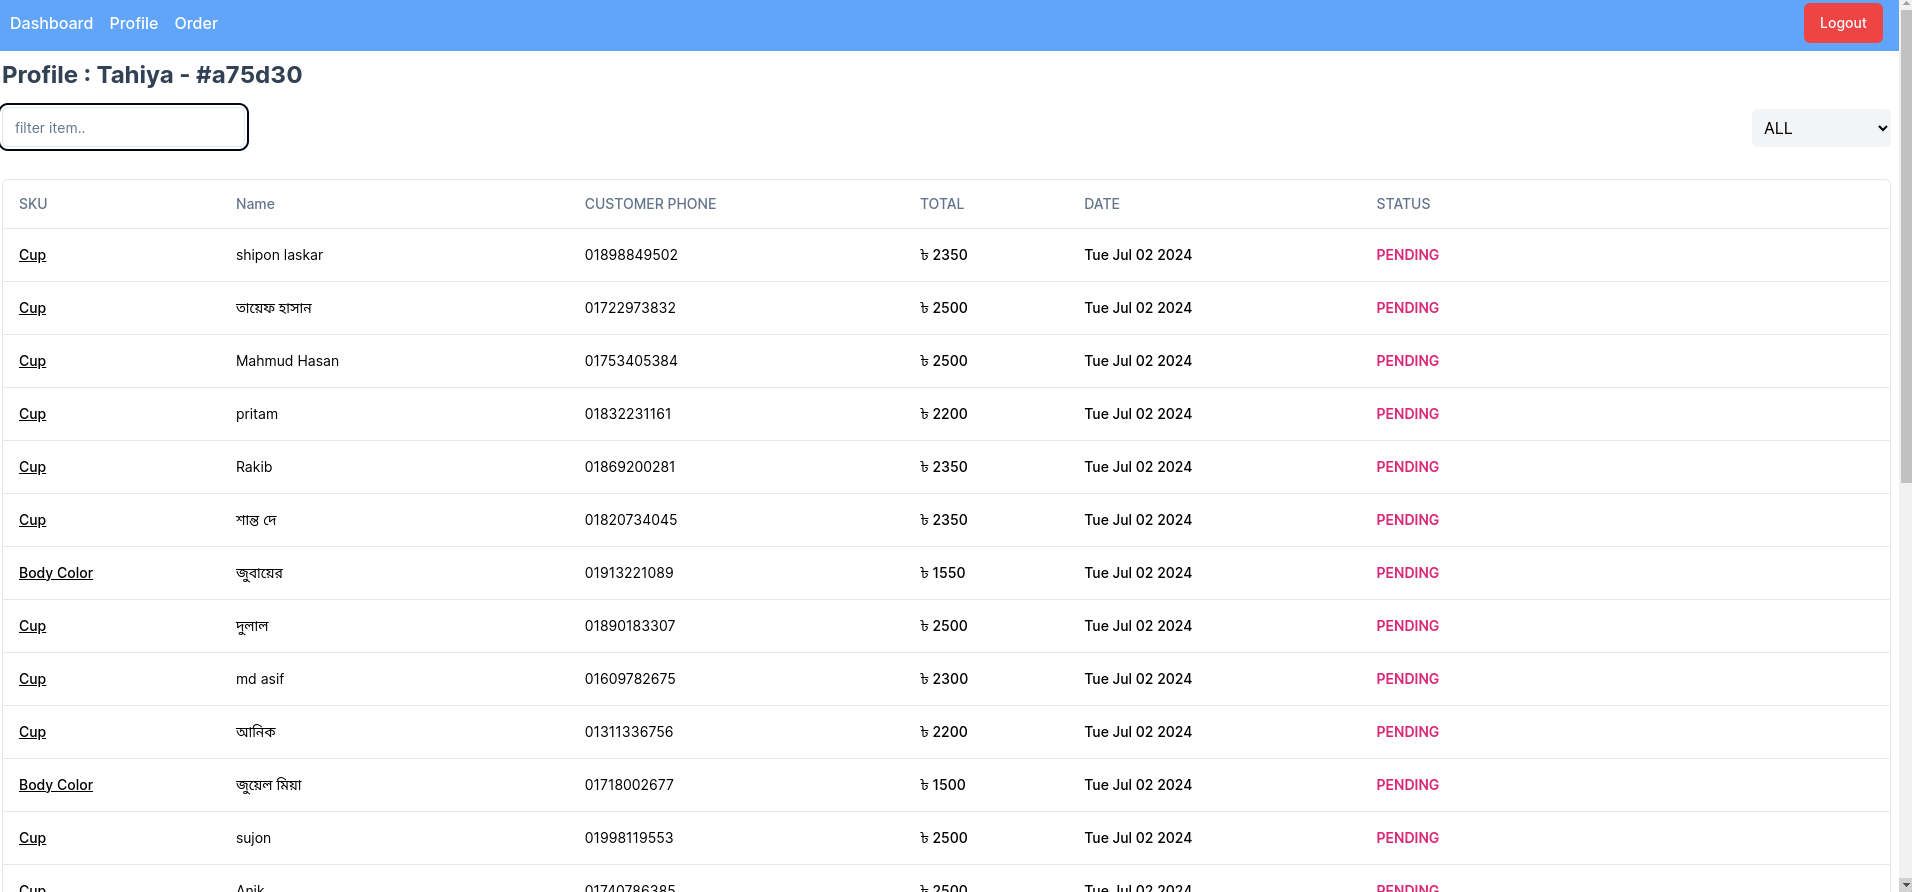 Dashboard Profile Order Logout
Profile : Tahiya - #a75d30
filter item.. ALL
SKU Name CUSTOMER PHONE TOTAL DATE STATUS
Cup shipon laskar 01898849502 ৳ 2350 Tue Jul 02 2024 PENDING
Cup তায়েফ হাসান 01722973832 ৳ 2500 Tue Jul 02 2024 PENDING
Cup Mahmud Hasan 01753405384 ৳ 2500 Tue Jul 02 2024 PENDING
Cup pritam 01832231161 ৳ 2200 Tue Jul 02 2024 PENDING
Cup Rakib 01869200281 ৳ 2350 Tue Jul 02 2024 PENDING
Cup শান্ত দে 01820734045 ৳ 2350 Tue Jul 02 2024 PENDING
Body Color জুবায়ের 01913221089 ৳ 1550 Tue Jul 02 2024 PENDING
Cup দুলাল 01890183307 ৳ 2500 Tue Jul 02 2024 PENDING
Cup md asif 01609782675 ৳ 2300 Tue Jul 02 2024 PENDING
Cup আনিক 01311336756 ৳ 2200 Tue Jul 02 2024 PENDING
Body Color জুয়েল মিয়া 01718002677 ৳ 1500 Tue Jul 02 2024 PENDING
Cup sujon 01998119553 ৳ 2500 Tue Jul 02 2024 PENDING
Cup Anik 01740786385 ৳ 2500 Tue Jul 02 2024 PENDING